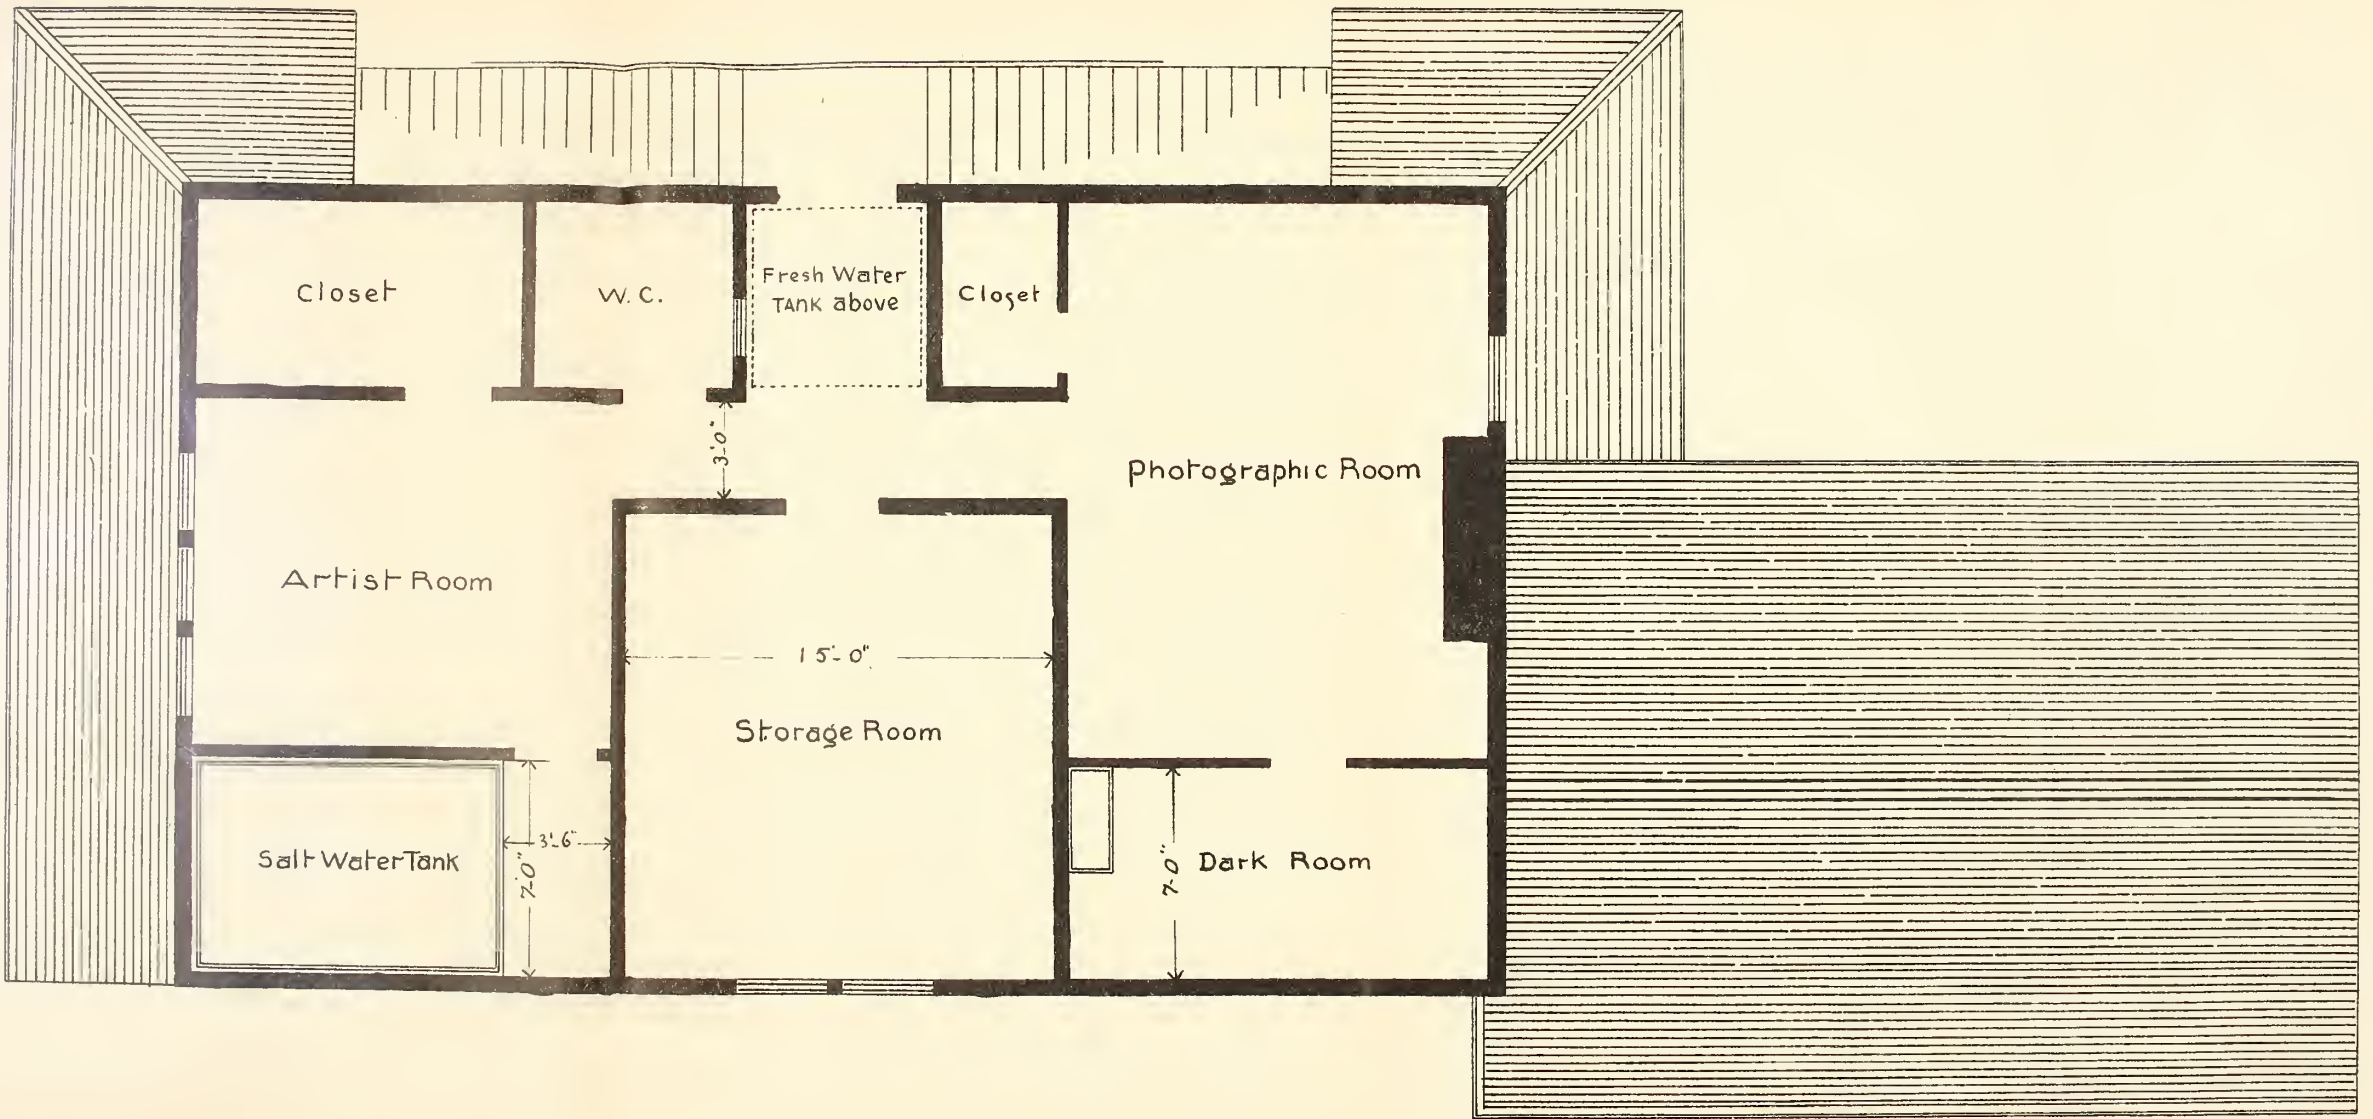 Closet
W. C.
Fresh Water
TANK above
Closet
3'-0"
Photographic Room
Artist Room
15'-0"
Storage Room
Salt Water Tank
3'-6"
7'-0"
7'-0"
Dark Room